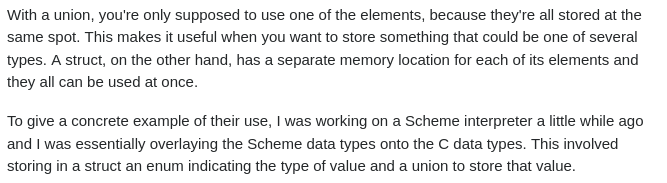 With a union, you're only supposed to use one of the elements, because they're all stored at the
same spot. This makes it useful when you want to store something that could be one of several
types. A struct, on the other hand, has a separate memory location for each of its elements and
they all can be used at once.
To give a concrete example of their use, I was working on a Scheme interpreter a little while ago
and I was essentially overlaying the Scheme data types onto the C data types. This involved
storing in a struct an enum indicating the type of value and a union to store that value.